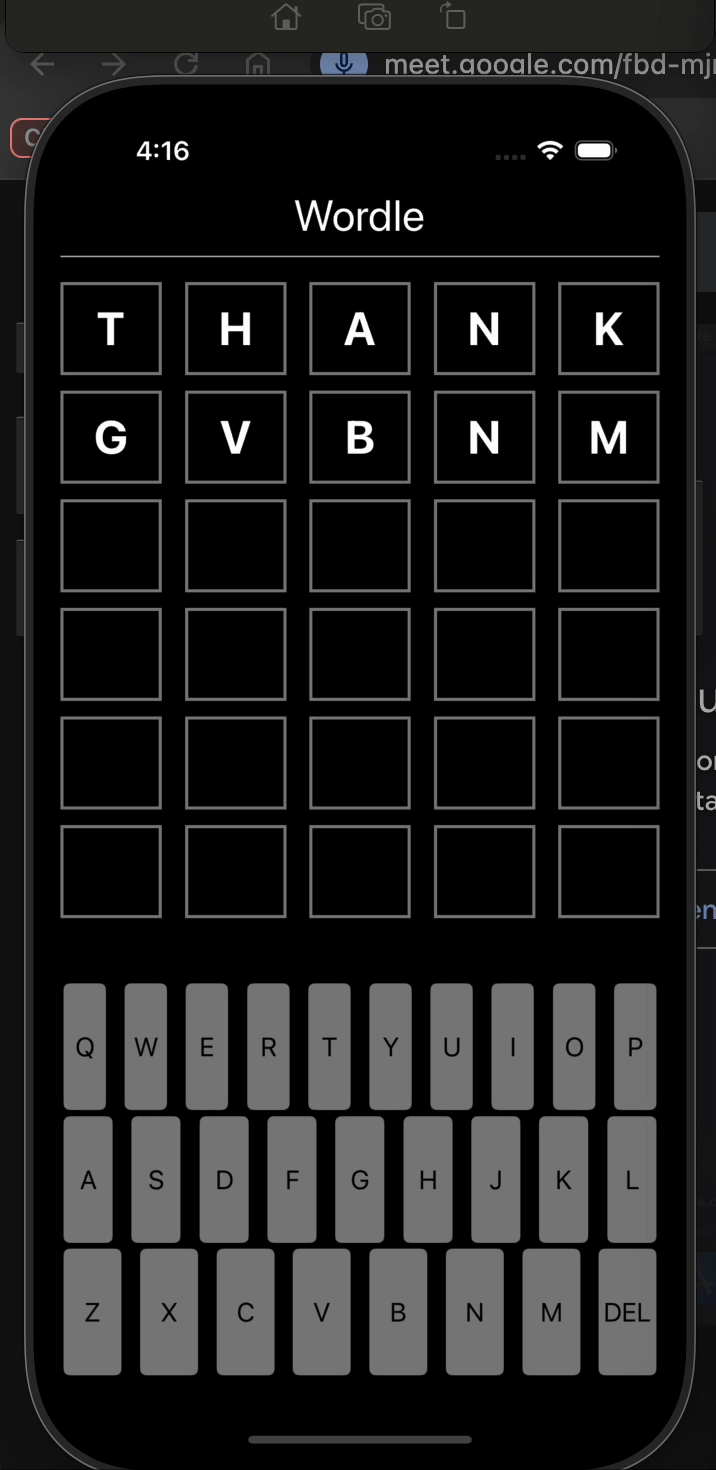 meet.google.com/fbd-mj
4:16
Wordle
T H A N K
G V B N M
Q W E R T Y U I O P
A S D F G H J K L
Z X C V B N M DEL